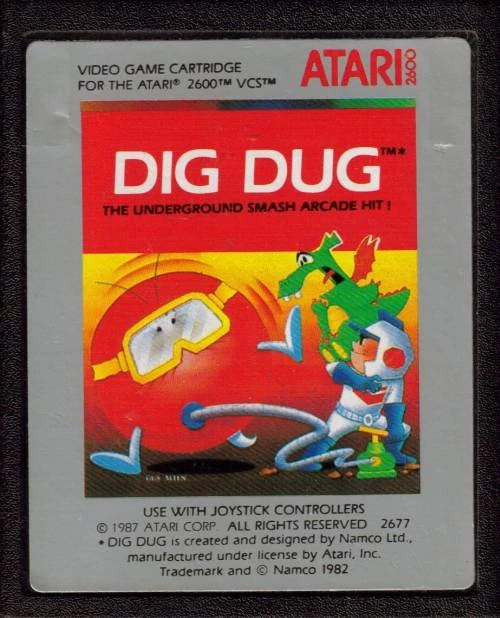 VIDEO GAME CARTRIDGE
FOR THE ATARI® 2600™ VCS™
ATARI® 2600
DIG DUG™*
THE UNDERGROUND SMASH ARCADE HIT!
USE WITH JOYSTICK CONTROLLERS
© 1987 ATARI CORP. ALL RIGHTS RESERVED 2677
• DIG DUG is created and designed by Namco Ltd.,
manufactured under license by Atari, Inc.
Trademark and © Namco 1982